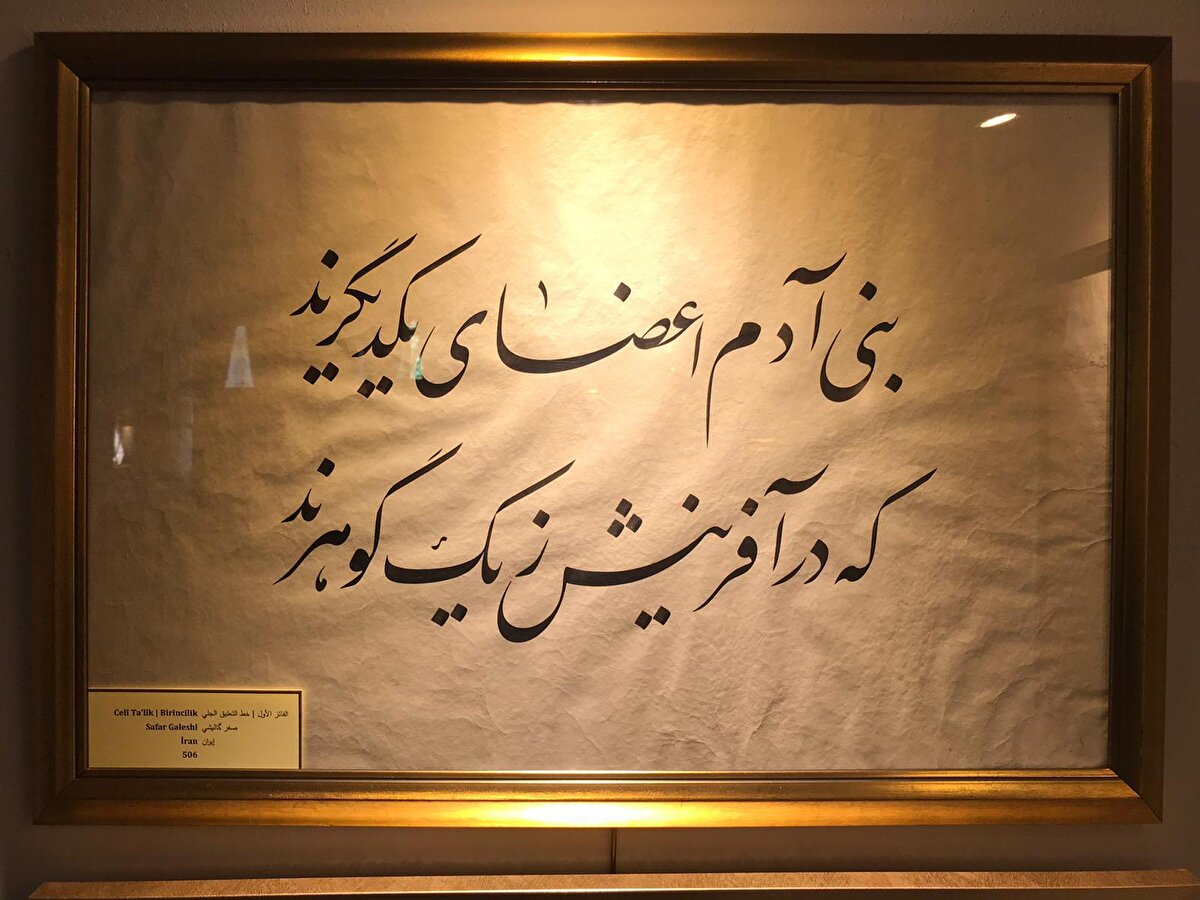 بنی آدم اعضای یکدیگرند
که در آفرینش ز یک گوهرند
Celi Ta'lik | Birincilik الفائز الأول | خط التعليق الجلي
Safar Galeshi صفر گالیشي
İran إيران
506